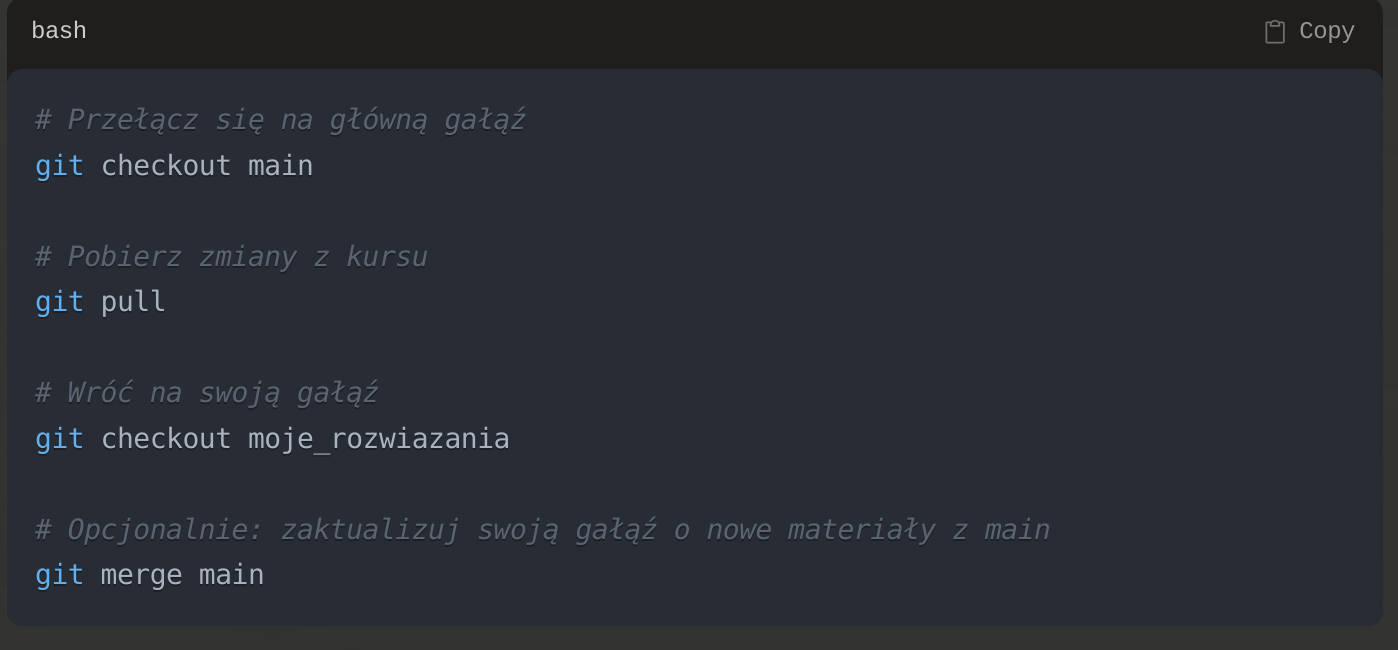 bash
Copy
# Przełącz się na główną gałąź
git checkout main
# Pobierz zmiany z kursu
git pull
# Wróć na swoją gałąź
git checkout moje_rozwiazania
# Opcjonalnie: zaktualizuj swoją gałąź o nowe materiały z main
git merge main